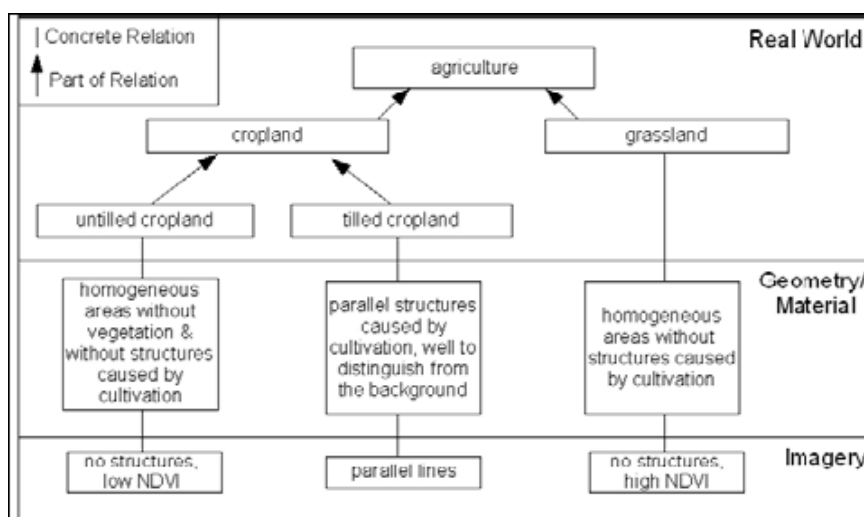 Concrete Relation
Part of Relation
Real World
agriculture
cropland
grassland
untilled cropland
tilled cropland
Geometry/
Material
homogeneous
areas without
vegetation &
without structures
caused by
cultivation
parallel structures
caused by
cultivation, well to
distinguish from
the background
homogeneous
areas without
structures caused
by cultivation
Imagery
no structures,
low NDVI
parallel lines
no structures,
high NDVI